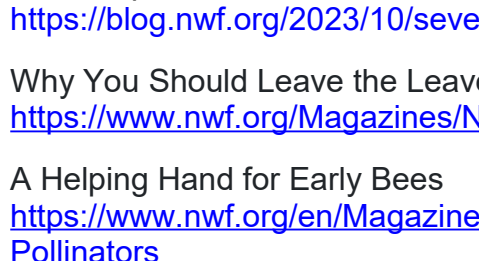 https://blog.nwf.org/2023/10/seve
Why You Should Leave the Leave
https://www.nwf.org/Magazines/N
A Helping Hand for Early Bees
https://www.nwf.org/en/Magazine
Pollinators